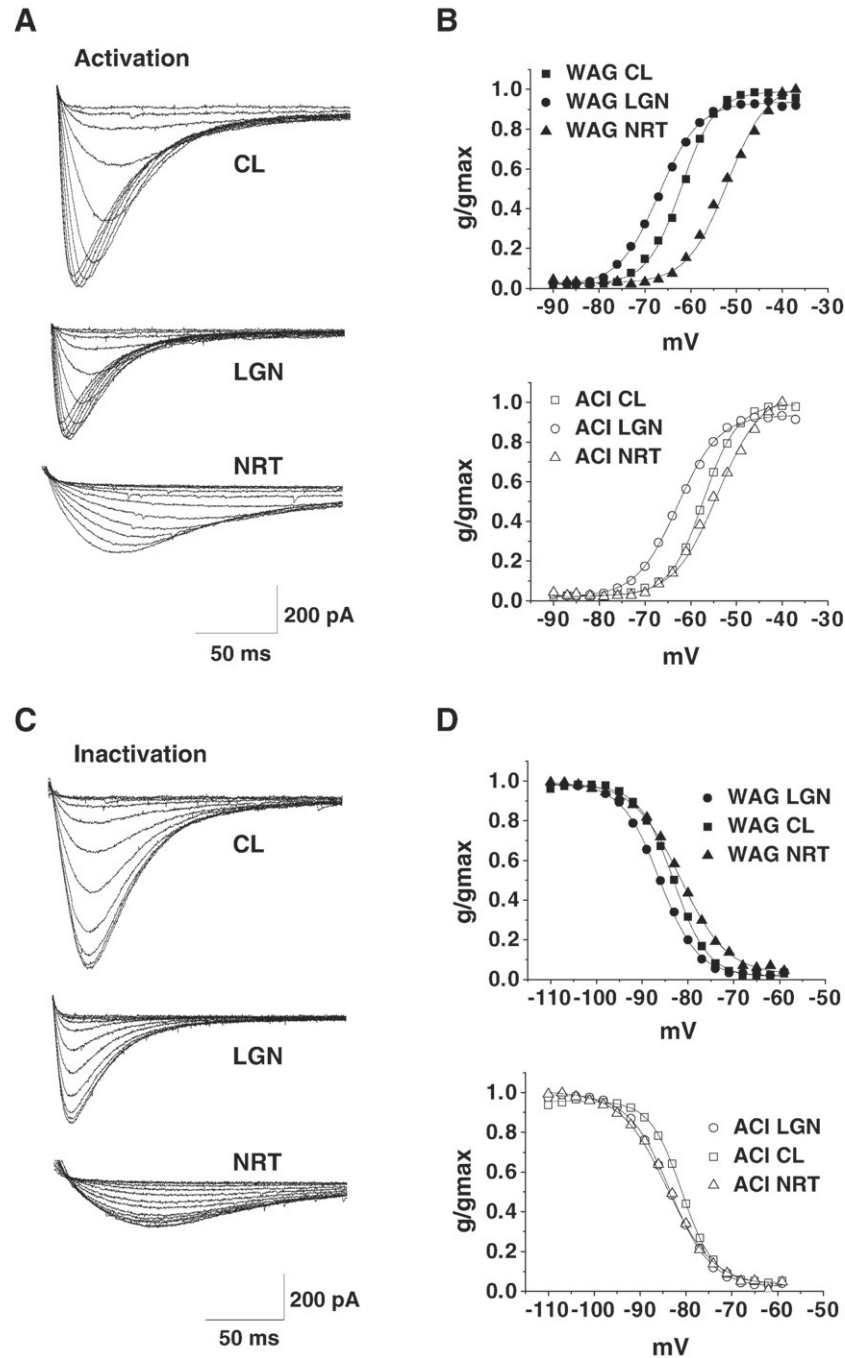 A
Activation
CL
LGN
NRT
200 pA
50 ms
B
WAG CL
WAG LGN
WAG NRT
g/gmax
1.0
0.8
0.6
0.4
0.2
0.0
-90 -80 -70 -60 -50 -40 -30
mV
ACI CL
ACI LGN
ACI NRT
g/gmax
1.0
0.8
0.6
0.4
0.2
0.0
-90 -80 -70 -60 -50 -40 -30
mV
C
Inactivation
CL
LGN
NRT
200 pA
50 ms
D
WAG LGN
WAG CL
WAG NRT
g/gmax
1.0
0.8
0.6
0.4
0.2
0.0
-110 -100 -90 -80 -70 -60 -50
mV
ACI LGN
ACI CL
ACI NRT
g/gmax
1.0
0.8
0.6
0.4
0.2
0.0
-110 -100 -90 -80 -70 -60 -50
mV